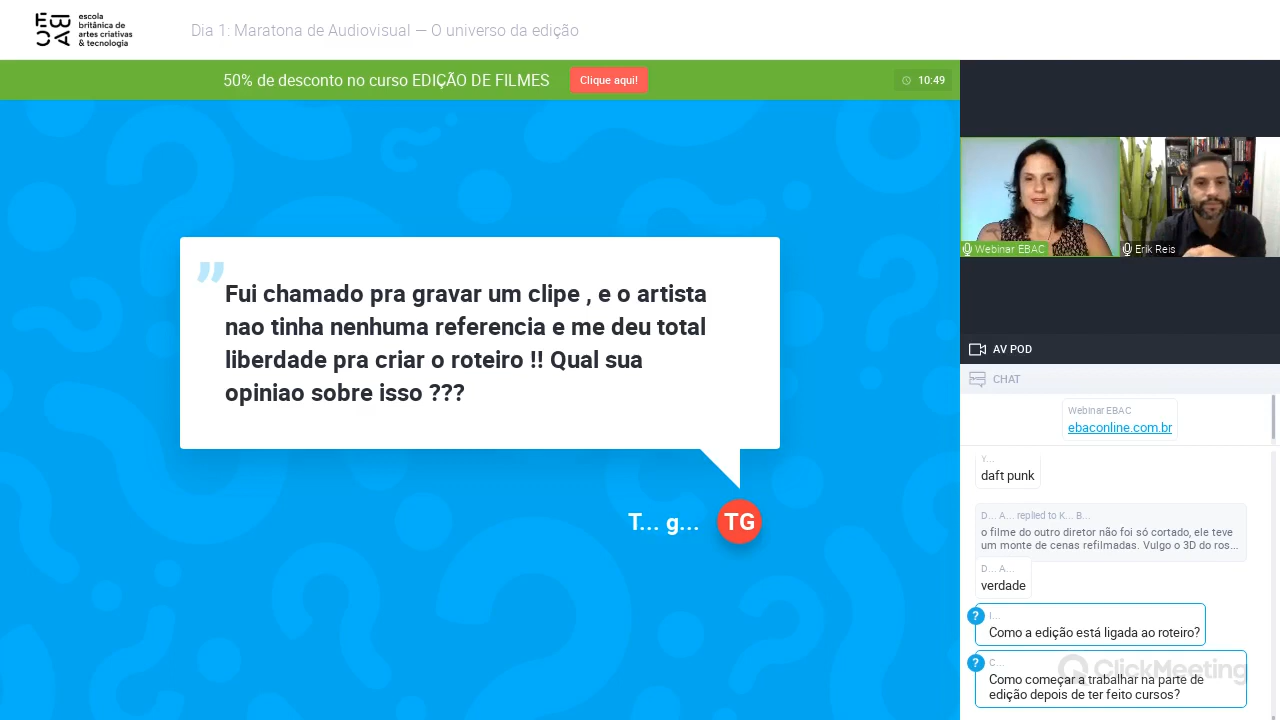 escola
britânica de
artes criativas
& tecnologia
EBAC
Dia 1: Maratona de Audiovisual — O universo da edição
50% de desconto no curso EDIÇÃO DE FILMES
Clique aqui!
10:49
Fui chamado pra gravar um clipe , e o artista
nao tinha nenhuma referencia e me deu total
liberdade pra criar o roteiro !! Qual sua
opiniao sobre isso ???
T... g...
TG
Webinar EBAC
Erik Reis
AV POD
CHAT
Webinar EBAC
ebaconline.com.br
Y...
daft punk
D... A... replied to K... B...
o filme do outro diretor não foi só cortado, ele teve
um monte de cenas refilmadas. Vulgo o 3D do ros...
D... A...
verdade
?
I...
Como a edição está ligada ao roteiro?
?
C...
Como começar a trabalhar na parte de
edição depois de ter feito cursos?
ClickMeeting